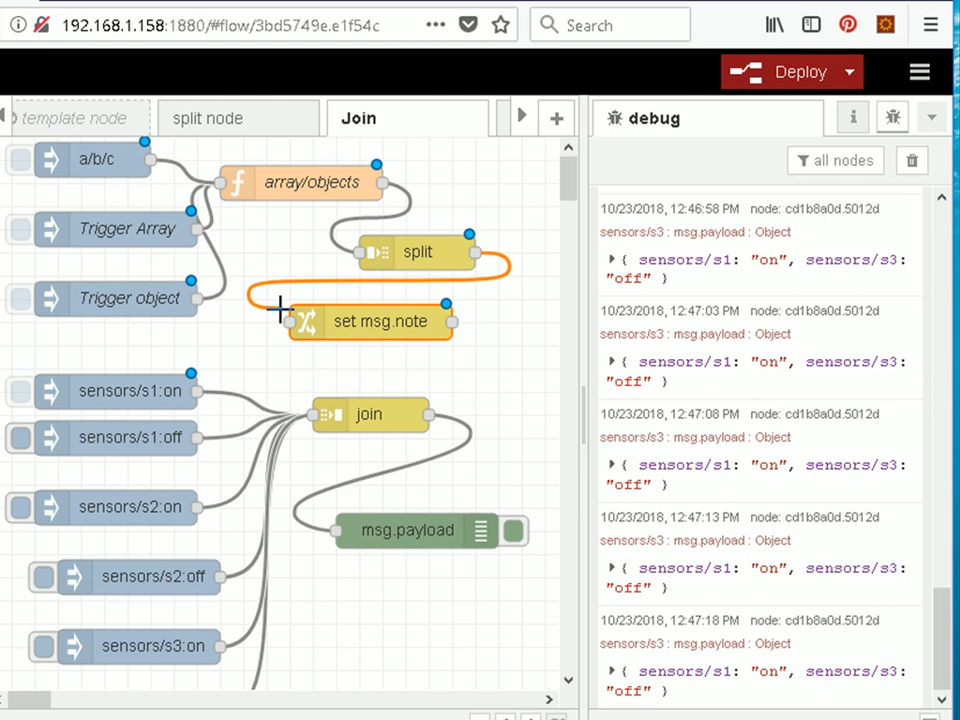 192.168.1.158:1880/#flow/3bd5749e.e1f54c
Search
Deploy
template node
split node
Join
debug
all nodes
a/b/c
array/objects
Trigger Array
split
Trigger object
set msg.note
sensors/s1:on
join
sensors/s1:off
sensors/s2:on
msg.payload
sensors/s2:off
sensors/s3:on
10/23/2018, 12:46:58 PM node: cd1b8a0d.5012d
sensors/s3 : msg.payload : Object
{ sensors/s1: "on", sensors/s3:
"off" }
10/23/2018, 12:47:03 PM node: cd1b8a0d.5012d
sensors/s3 : msg.payload : Object
{ sensors/s1: "on", sensors/s3:
"off" }
10/23/2018, 12:47:08 PM node: cd1b8a0d.5012d
sensors/s3 : msg.payload : Object
{ sensors/s1: "on", sensors/s3:
"off" }
10/23/2018, 12:47:13 PM node: cd1b8a0d.5012d
sensors/s3 : msg.payload : Object
{ sensors/s1: "on", sensors/s3:
"off" }
10/23/2018, 12:47:18 PM node: cd1b8a0d.5012d
sensors/s3 : msg.payload : Object
{ sensors/s1: "on", sensors/s3:
"off" }